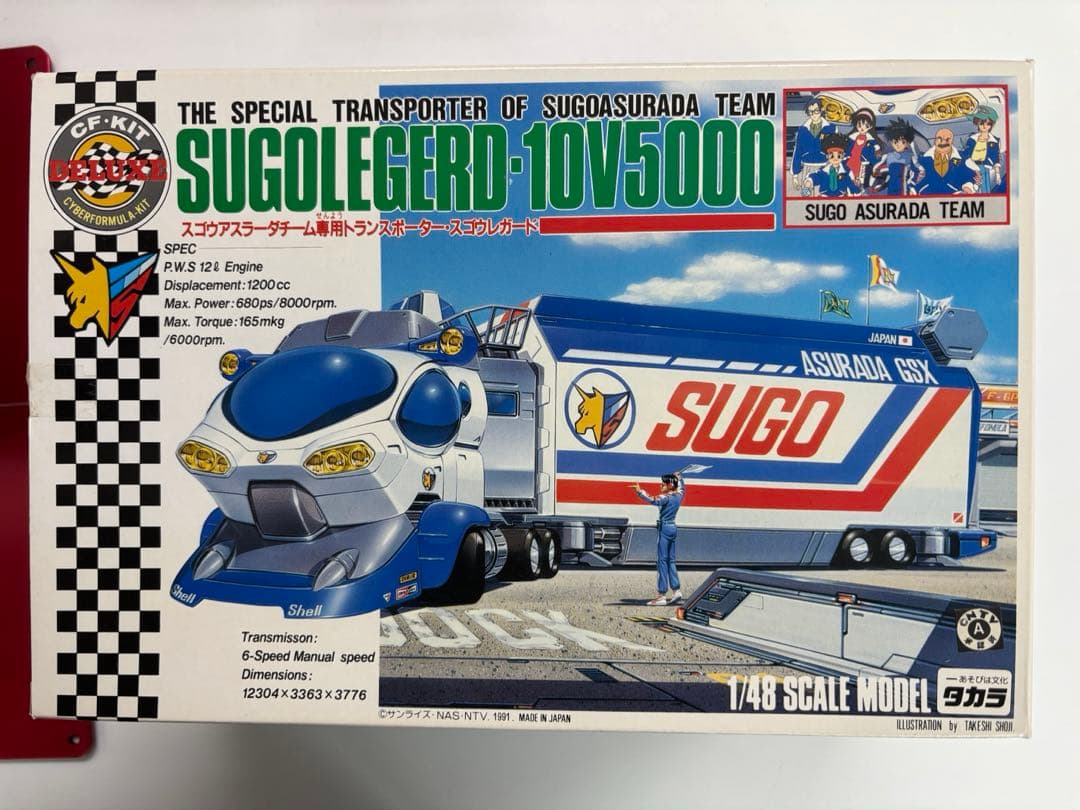 CF・KIT
DELUXE
CYBERFORMULA・KIT
THE SPECIAL TRANSPORTER OF SUGOASURADA TEAM
SUGOLEGERD・10V5000
せんよう
スゴウアスラーダチーム専用トランスポーター・スゴウレガード
SUGO ASURADA TEAM
SPEC
P.W.S 12ℓ Engine
Displacement:1200cc
Max. Power:680ps/8000rpm.
Max. Torque:165mkg
/6000rpm.
JAPAN
ASURADA GSX
SUGO
F-GP
Shell
Shell
DOCK
Transmisson:
6-Speed Manual speed
Dimensions:
12304×3363×3776
CNTV
A
1/48 SCALE MODEL
あそびは文化
タカラ
©サンライズ・NAS・NTV. 1991. MADE IN JAPAN
ILLUSTRATION by TAKESHI SHOJI